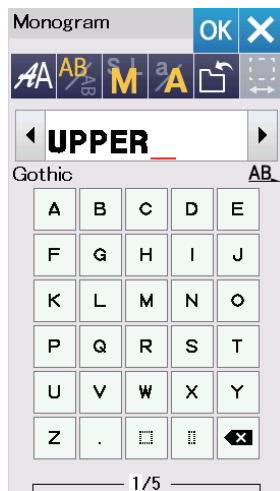 Monogram OK
AA AB AB S M L a A
UPPER
Gothic AB
A B C D E
F G H I J
K L M N O
P Q R S T
U V W X Y
Z .
1/5